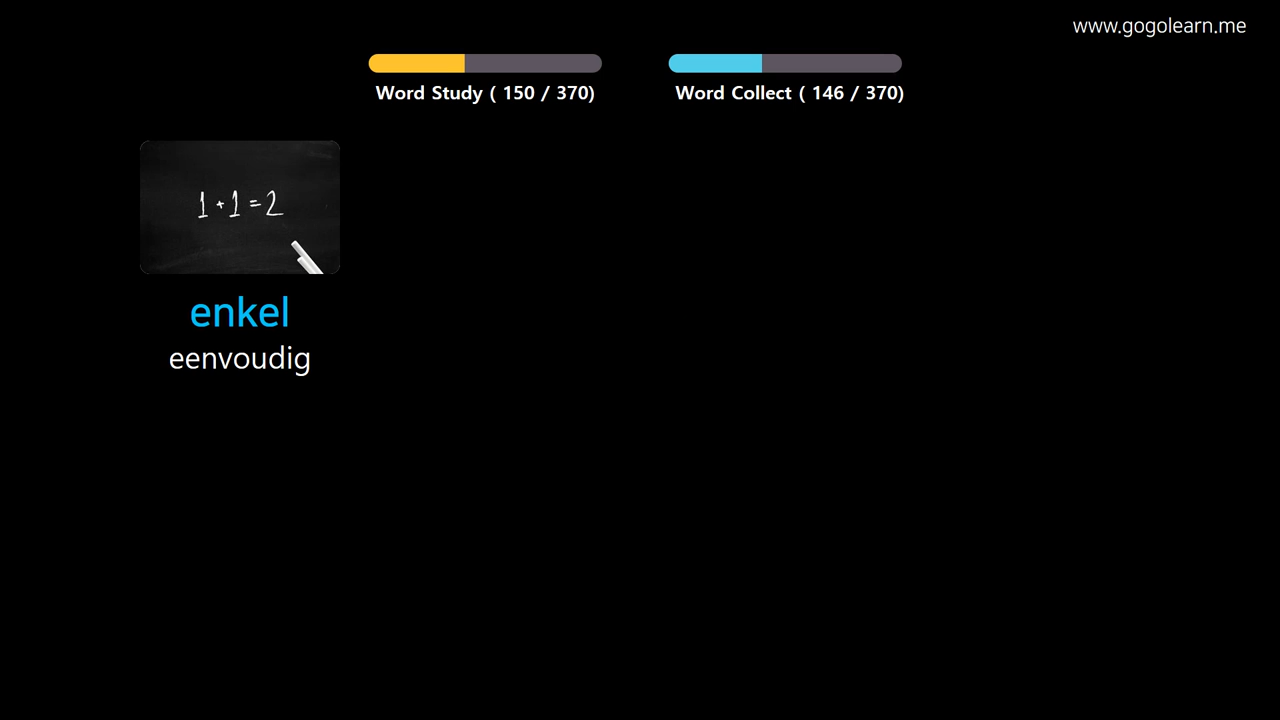 www.gogolearn.me
Word Study ( 150 / 370)
Word Collect ( 146 / 370)
1 + 1 = 2
enkel
eenvoudig